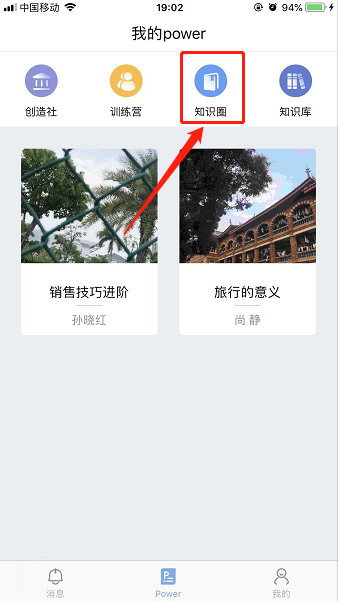 中国移动 19:02 94%
我的power
创造社 训练营 知识圈 知识库
销售技巧进阶 旅行的意义
孙晓红 尚 静
消息 Power 我的